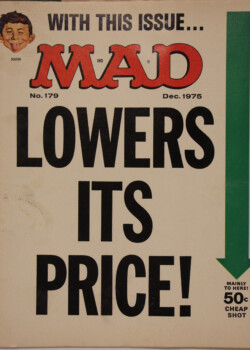 WITH THIS ISSUE...
MAD
No. 179
Dec. 1975
LOWERS
ITS
PRICE!
MAINLY
TO HERE!
50¢
CHEAP
SHOT